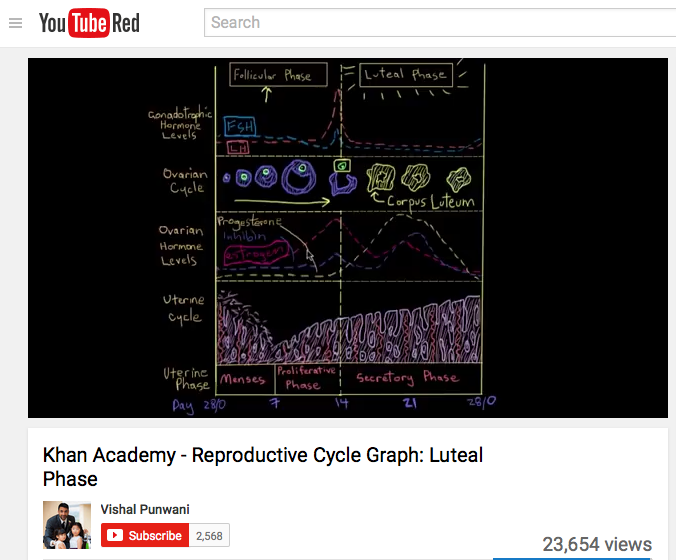 YouTube Red
Search
Follicular Phase
Luteal Phase
Gonadotrophic
Hormone
Levels
FSH
LH
Ovarian
Cycle
Corpus Luteum
Ovarian
Hormone
Levels
Progesterone
Inhibin
estrogen
Uterine
Cycle
Uterine
Phase
Menses
Proliferative
Phase
Secretory Phase
Day 28/0 7 14 21 28/0
Khan Academy - Reproductive Cycle Graph: Luteal
Phase
Vishal Punwani
Subscribe 2,568
23,654 views